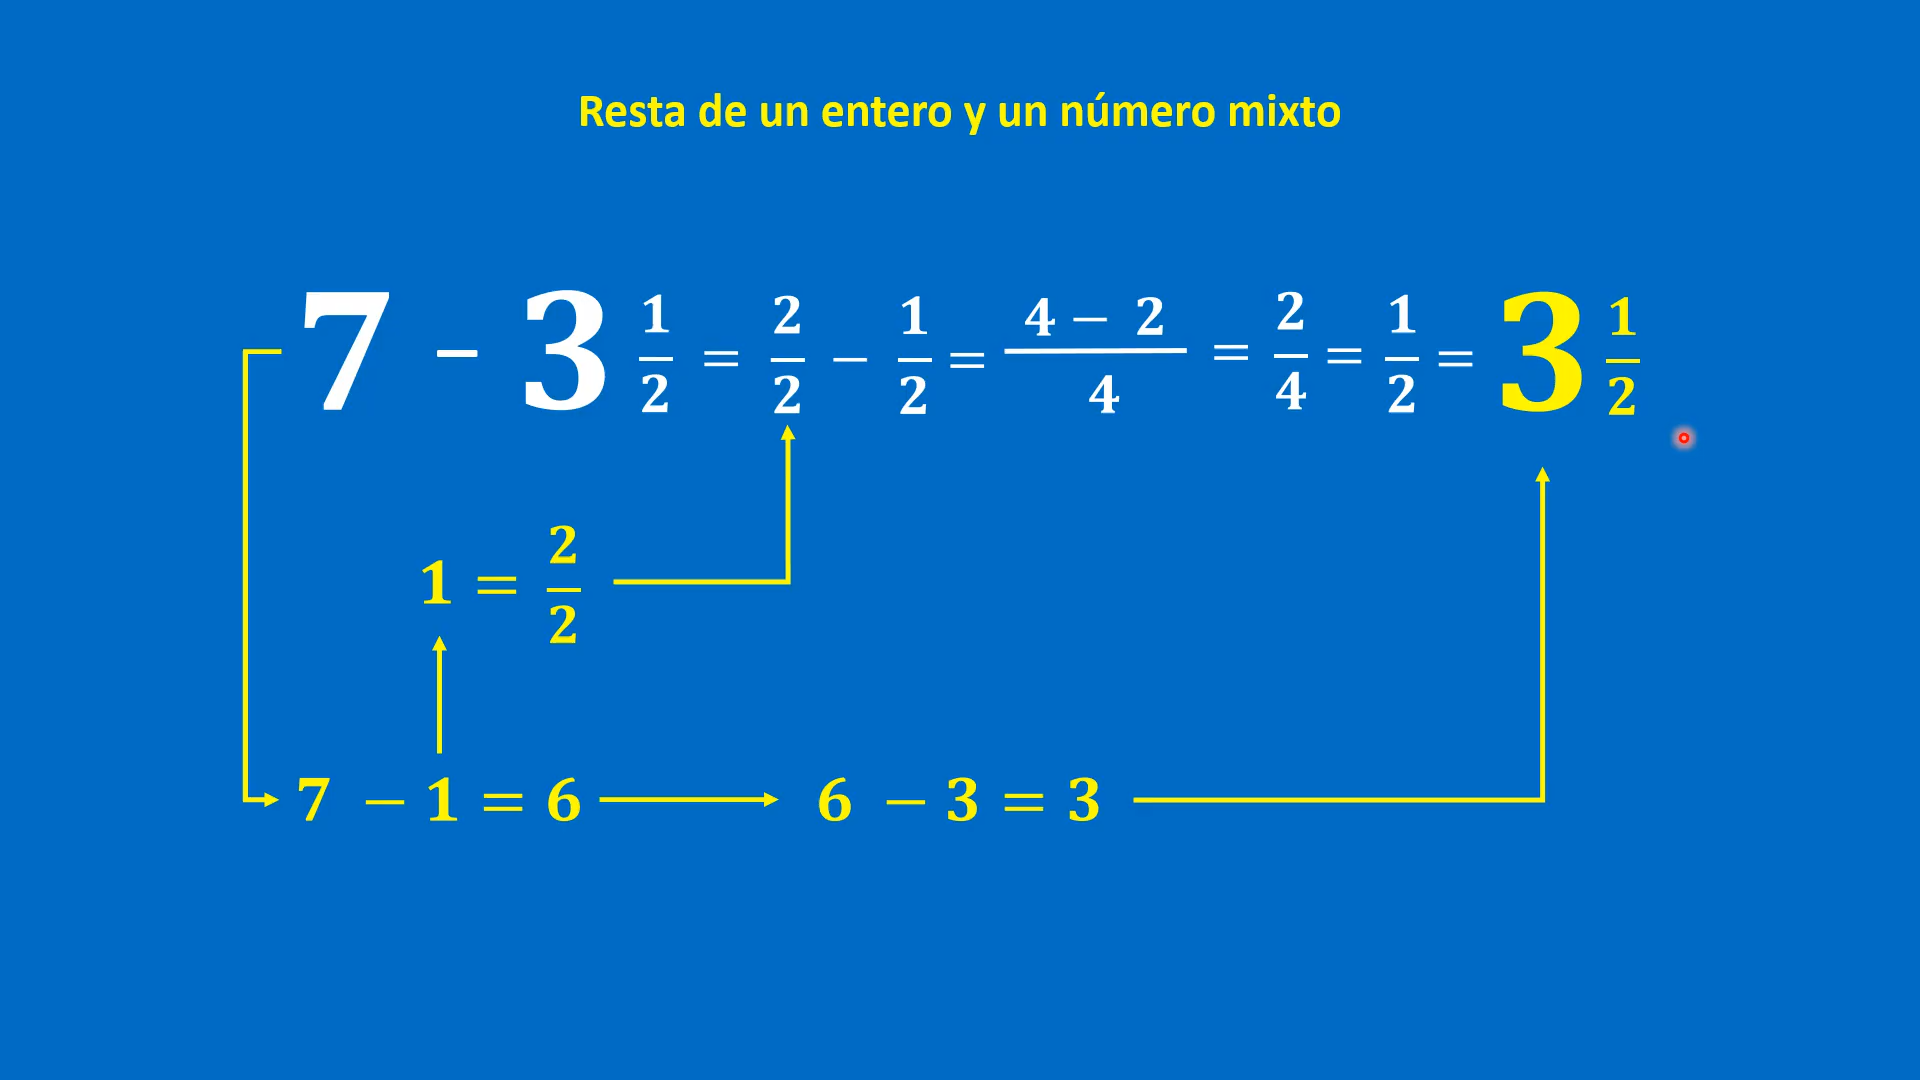 Resta de un entero y un número mixto
7 - 3 1/2 = 2/2 − 1/2 = (4 − 2)/4 = 2/4 = 1/2 = 3 1/2
1 = 2/2
7 − 1 = 6 → 6 − 3 = 3